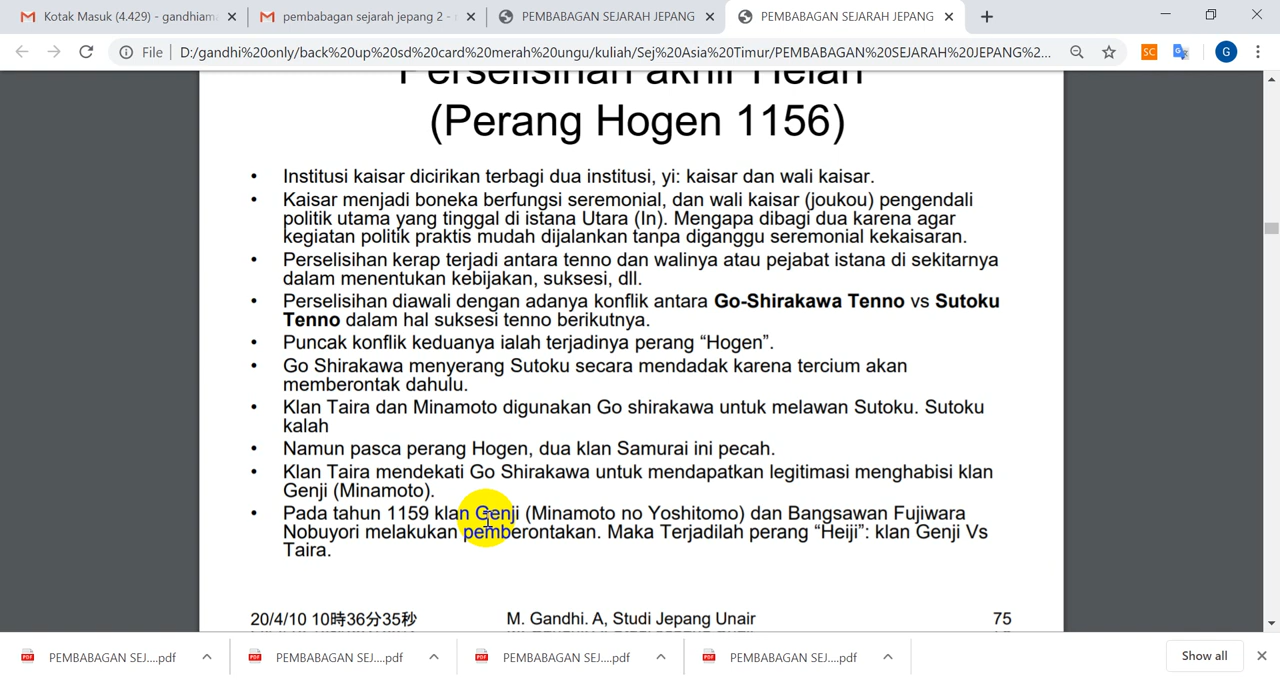 Kotak Masuk (4.429) - gandhiam
pembabagan sejarah jepang 2 -
PEMBABAGAN SEJARAH JEPANG
PEMBABAGAN SEJARAH JEPANG
File
D:/gandhi%20only/back%20up%20sd%20card%20merah%20ungu/kuliah/Sej%20Asia%20Timur/PEMBABAGAN%20SEJARAH%20JEPANG%2...
SC
G
Perselisihan akhir Heian
(Perang Hogen 1156)
• Institusi kaisar dicirikan terbagi dua institusi, yi: kaisar dan wali kaisar.
• Kaisar menjadi boneka berfungsi seremonial, dan wali kaisar (joukou) pengendali
politik utama yang tinggal di istana Utara (In). Mengapa dibagi dua karena agar
kegiatan politik praktis mudah dijalankan tanpa diganggu seremonial kekaisaran.
• Perselisihan kerap terjadi antara tenno dan walinya atau pejabat istana di sekitarnya
dalam menentukan kebijakan, suksesi, dll.
• Perselisihan diawali dengan adanya konflik antara Go-Shirakawa Tenno vs Sutoku
Tenno dalam hal suksesi tenno berikutnya.
• Puncak konflik keduanya ialah terjadinya perang “Hogen”.
• Go Shirakawa menyerang Sutoku secara mendadak karena tercium akan
memberontak dahulu.
• Klan Taira dan Minamoto digunakan Go shirakawa untuk melawan Sutoku. Sutoku
kalah
• Namun pasca perang Hogen, dua klan Samurai ini pecah.
• Klan Taira mendekati Go Shirakawa untuk mendapatkan legitimasi menghabisi klan
Genji (Minamoto).
• Pada tahun 1159 klan Genji (Minamoto no Yoshitomo) dan Bangsawan Fujiwara
Nobuyori melakukan pemberontakan. Maka Terjadilah perang “Heiji”: klan Genji Vs
Taira.
20/4/10 10時36分35秒
M. Gandhi. A, Studi Jepang Unair
75
PEMBABAGAN SEJ....pdf
PEMBABAGAN SEJ....pdf
PEMBABAGAN SEJ....pdf
PEMBABAGAN SEJ....pdf
Show all